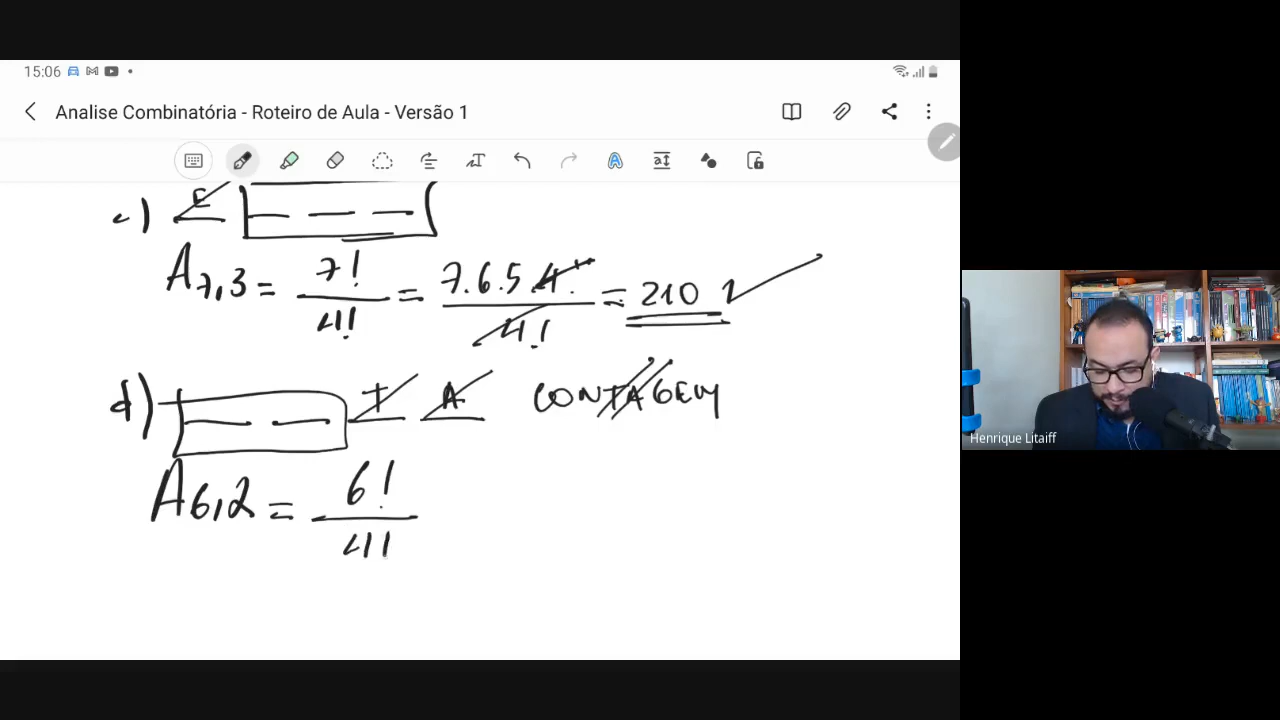 15:06
Analise Combinatória - Roteiro de Aula - Versão 1
c) E
A7,3 = 7!/4! = 7.6.5.4!/4! = 210
d) T A CONTAGEM
A6,2 = 6!/4!
Henrique Litaiff